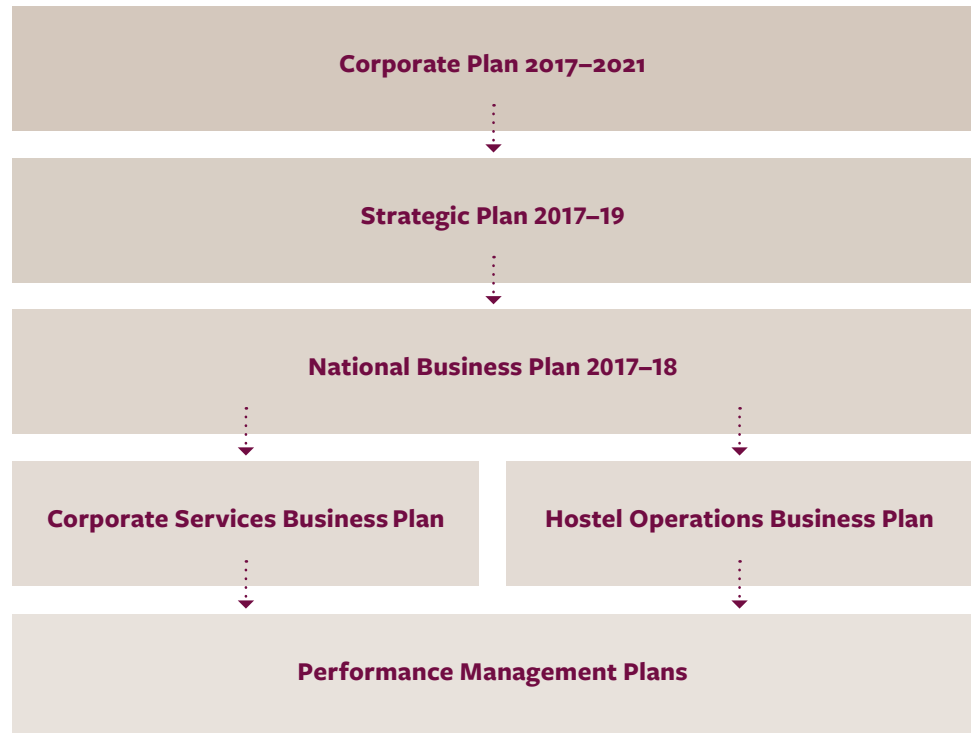 Corporate Plan 2017–2021
Strategic Plan 2017–19
National Business Plan 2017–18
Corporate Services Business Plan
Hostel Operations Business Plan
Performance Management Plans